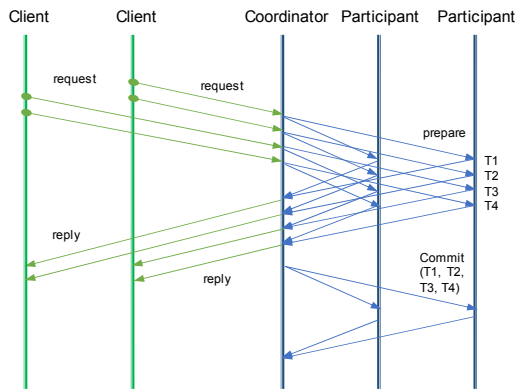 Client
Client
Coordinator
Participant
Participant
request
request
prepare
T1
T2
T3
T4
reply
reply
Commit
(T1, T2,
T3, T4)